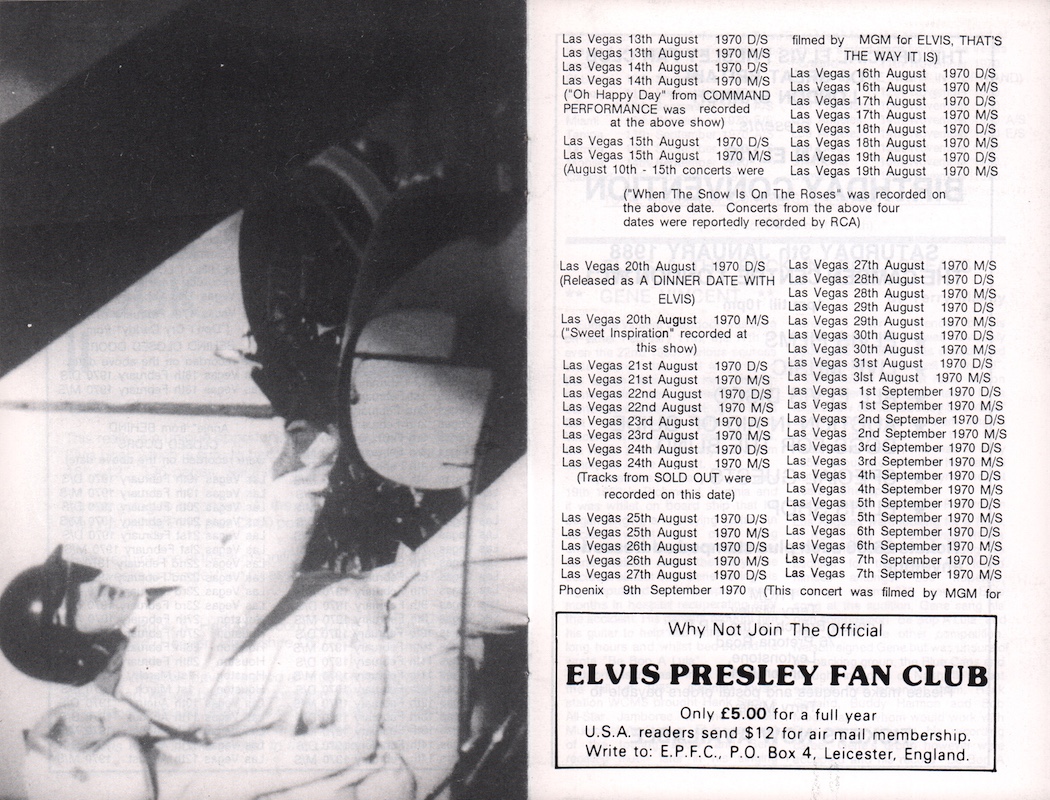 Las Vegas 13th August 1970 D/S
Las Vegas 13th August 1970 M/S
Las Vegas 14th August 1970 D/S
Las Vegas 14th August 1970 M/S
("Oh Happy Day" from COMMAND
PERFORMANCE was recorded
at the above show)
Las Vegas 15th August 1970 D/S
Las Vegas 15th August 1970 M/S
(August 10th - 15th concerts were
filmed by MGM for ELVIS, THAT'S
THE WAY IT IS)
Las Vegas 16th August 1970 D/S
Las Vegas 16th August 1970 M/S
Las Vegas 17th August 1970 D/S
Las Vegas 17th August 1970 M/S
Las Vegas 18th August 1970 D/S
Las Vegas 18th August 1970 M/S
Las Vegas 19th August 1970 D/S
Las Vegas 19th August 1970 M/S
("When The Snow Is On The Roses" was recorded on
the above date. Concerts from the above four
dates were reportedly recorded by RCA)
Las Vegas 20th August 1970 D/S
(Released as A DINNER DATE WITH
ELVIS)
Las Vegas 20th August 1970 M/S
("Sweet Inspiration" recorded at
this show)
Las Vegas 21st August 1970 D/S
Las Vegas 21st August 1970 M/S
Las Vegas 22nd August 1970 D/S
Las Vegas 22nd August 1970 M/S
Las Vegas 23rd August 1970 D/S
Las Vegas 23rd August 1970 M/S
Las Vegas 24th August 1970 D/S
Las Vegas 24th August 1970 M/S
(Tracks from SOLD OUT were
recorded on this date)
Las Vegas 25th August 1970 D/S
Las Vegas 25th August 1970 M/S
Las Vegas 26th August 1970 D/S
Las Vegas 26th August 1970 M/S
Las Vegas 27th August 1970 D/S
Las Vegas 27th August 1970 M/S
Las Vegas 28th August 1970 D/S
Las Vegas 28th August 1970 M/S
Las Vegas 29th August 1970 D/S
Las Vegas 29th August 1970 M/S
Las Vegas 30th August 1970 D/S
Las Vegas 30th August 1970 M/S
Las Vegas 31st August 1970 D/S
Las Vegas 3lst August 1970 M/S
Las Vegas 1st September 1970 D/S
Las Vegas 1st September 1970 M/S
Las Vegas 2nd September 1970 D/S
Las Vegas 2nd September 1970 M/S
Las Vegas 3rd September 1970 D/S
Las Vegas 3rd September 1970 M/S
Las Vegas 4th September 1970 D/S
Las Vegas 4th September 1970 M/S
Las Vegas 5th September 1970 D/S
Las Vegas 5th September 1970 M/S
Las Vegas 6th September 1970 D/S
Las Vegas 6th September 1970 M/S
Las Vegas 7th September 1970 D/S
Las Vegas 7th September 1970 M/S
Phoenix 9th September 1970 (This concert was filmed by MGM for
Why Not Join The Official
ELVIS PRESLEY FAN CLUB
Only £5.00 for a full year
U.S.A. readers send $12 for air mail membership.
Write to: E.P.F.C., P.O. Box 4, Leicester, England.